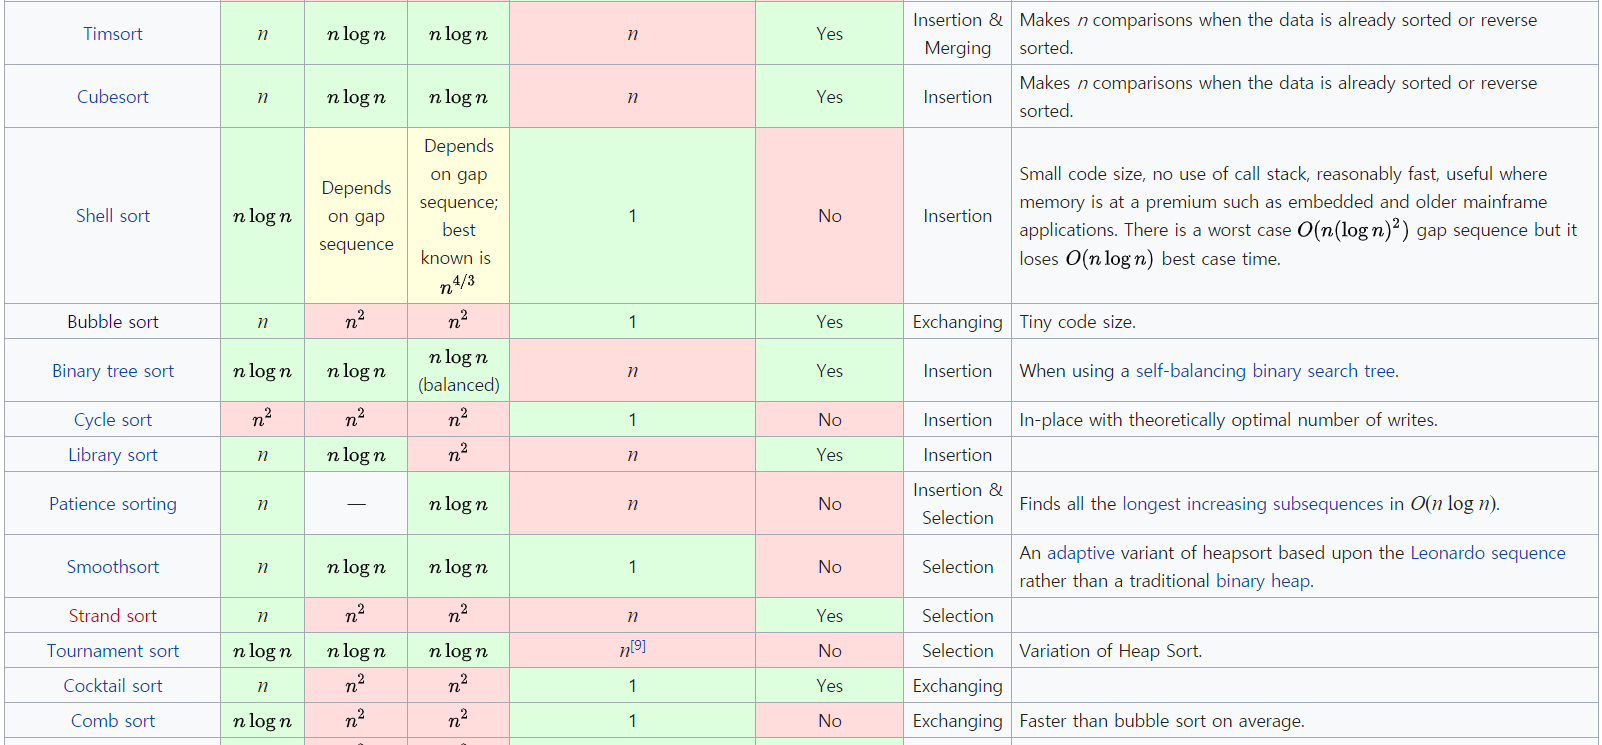 Timsort n n log n n log n n Yes Insertion & Merging Makes n comparisons when the data is already sorted or reverse sorted.
Cubesort n n log n n log n n Yes Insertion Makes n comparisons when the data is already sorted or reverse sorted.
Shell sort n log n Depends on gap sequence Depends on gap sequence; best known is n^{4/3} 1 No Insertion Small code size, no use of call stack, reasonably fast, useful where memory is at a premium such as embedded and older mainframe applications. There is a worst case O(n(log n)^2) gap sequence but it loses O(n log n) best case time.
Bubble sort n n^2 n^2 1 Yes Exchanging Tiny code size.
Binary tree sort n log n n log n n log n (balanced) n Yes Insertion When using a self-balancing binary search tree.
Cycle sort n^2 n^2 n^2 1 No Insertion In-place with theoretically optimal number of writes.
Library sort n n log n n^2 n Yes Insertion
Patience sorting n — n log n n No Insertion & Selection Finds all the longest increasing subsequences in O(n log n).
Smoothsort n n log n n log n 1 No Selection An adaptive variant of heapsort based upon the Leonardo sequence rather than a traditional binary heap.
Strand sort n n^2 n^2 n Yes Selection
Tournament sort n log n n log n n log n n[9] No Selection Variation of Heap Sort.
Cocktail sort n n^2 n^2 1 Yes Exchanging
Comb sort n log n n^2 n^2 1 No Exchanging Faster than bubble sort on average.